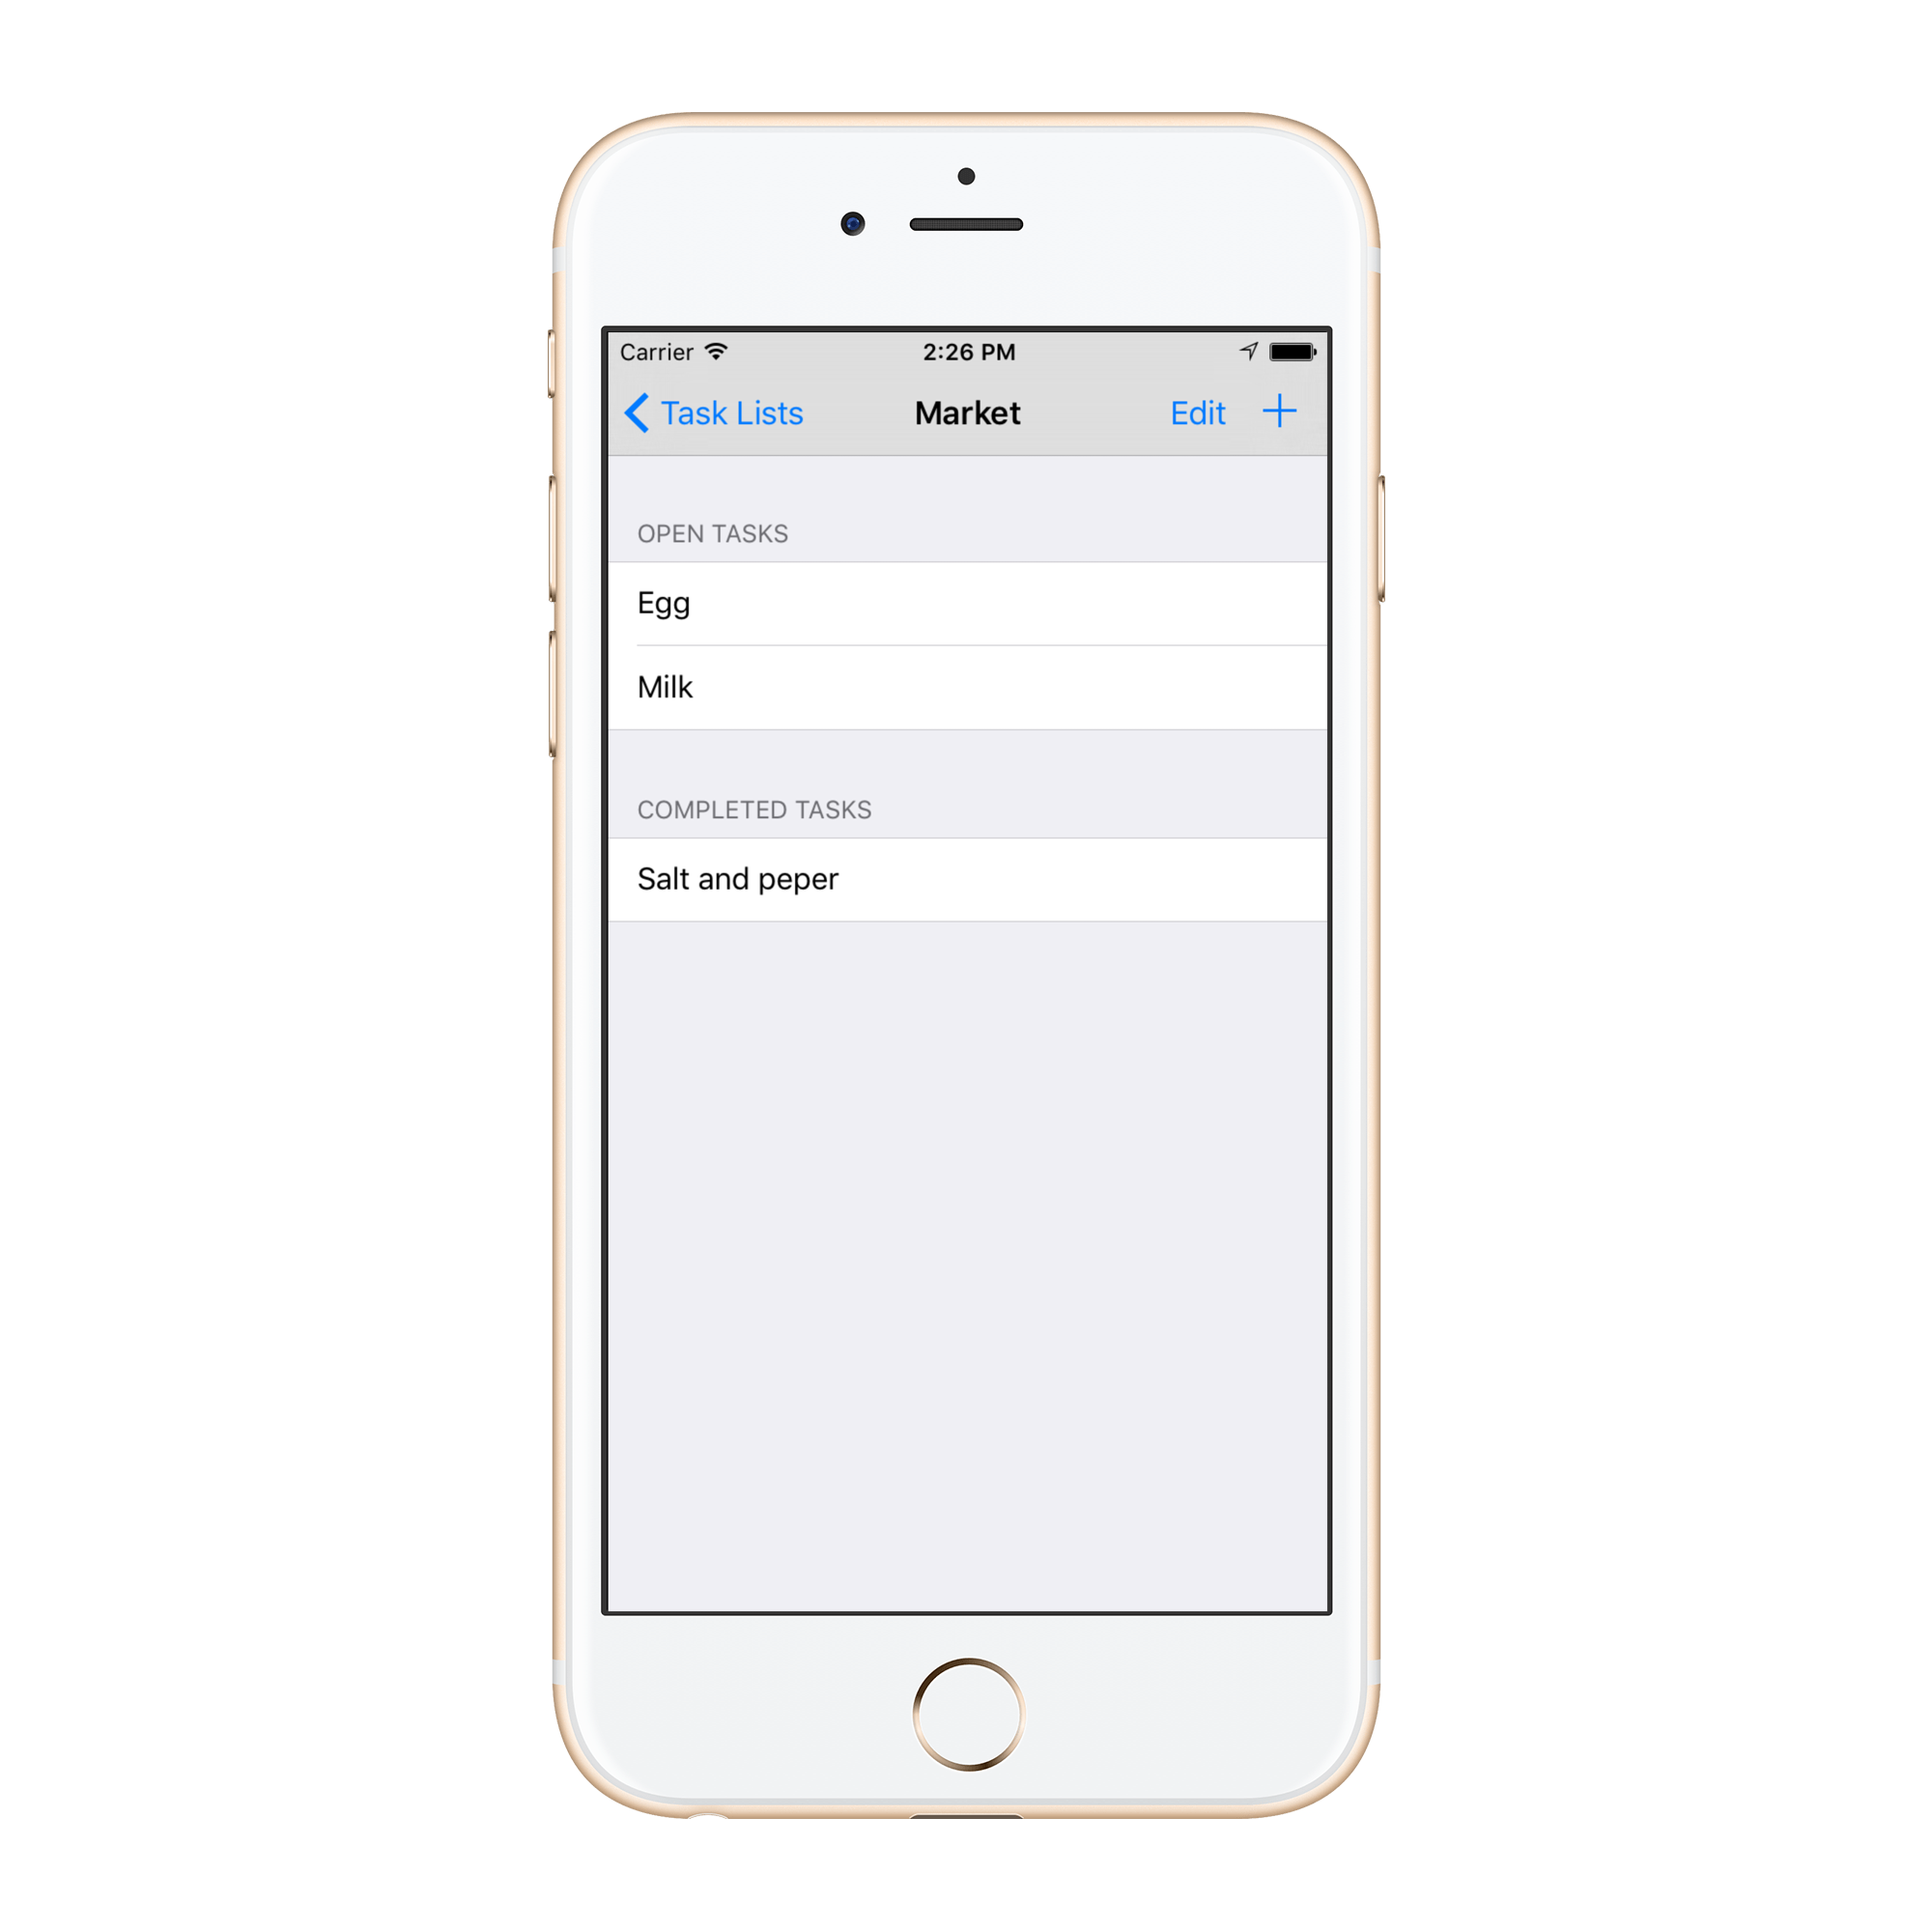 Carrier 2:26 PM
Task Lists Market Edit +
OPEN TASKS
Egg
Milk
COMPLETED TASKS
Salt and peper